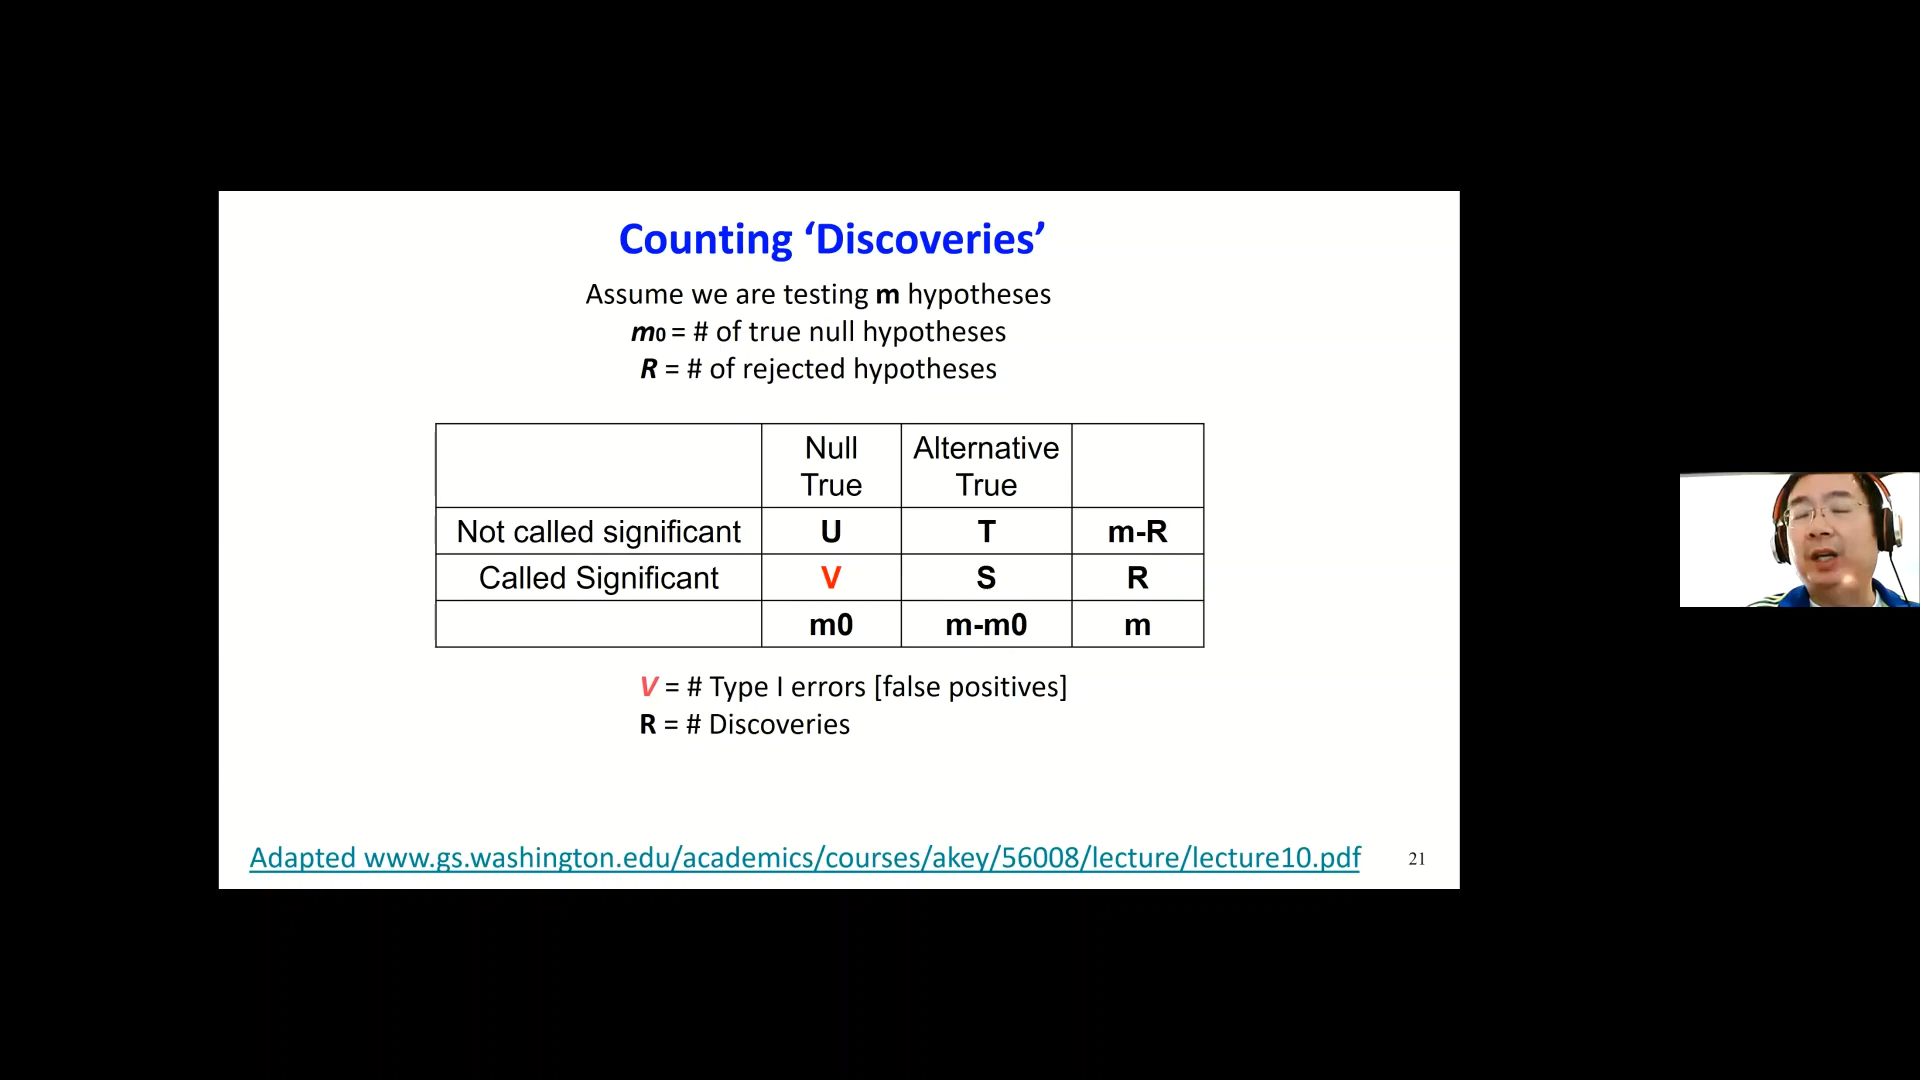 Counting ‘Discoveries’
Assume we are testing m hypotheses
m0 = # of true null hypotheses
R = # of rejected hypotheses
Null True
Alternative True
Not called significant U T m-R
Called Significant V S R
m0 m-m0 m
V = # Type I errors [false positives]
R = # Discoveries
Adapted www.gs.washington.edu/academics/courses/akey/56008/lecture/lecture10.pdf
21